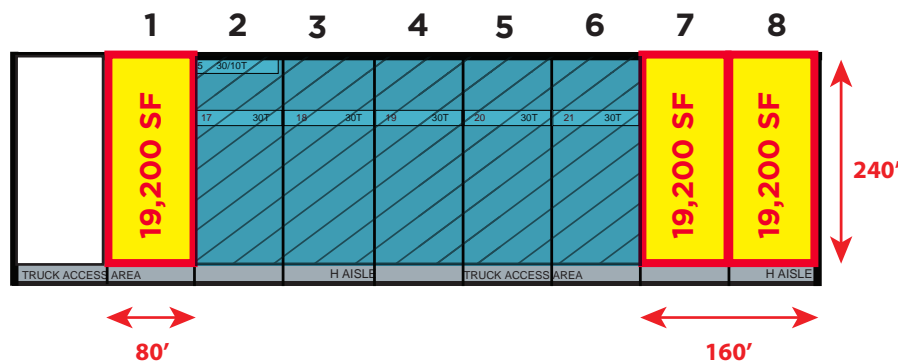 1 2 3 4 5 6 7 8
5 30/10T
17 30T 18 30T 19 30T 20 30T 21 30T
19,200 SF
19,200 SF
19,200 SF
240’
TRUCK ACCESS AREA H AISLE TRUCK ACCESS AREA H AISLE
80’ 160’